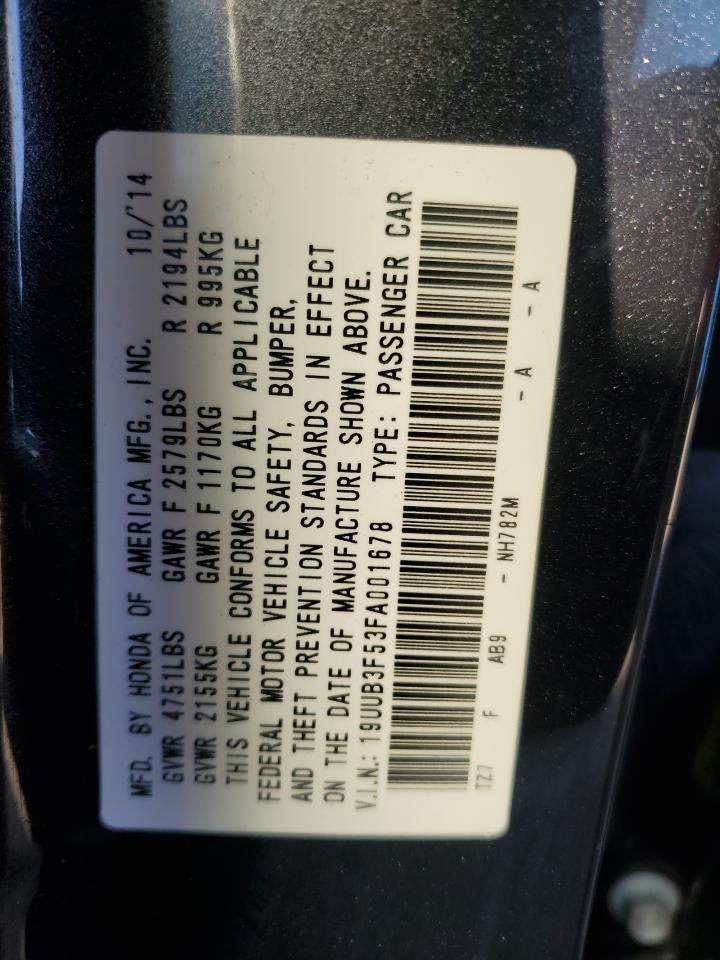 MFD. BY HONDA OF AMERICA MFG., INC. 10/'14
GVWR 4751LBS GAWR F 2579LBS R 2194LBS
GVWR 2155KG GAWR F 1170KG R 995KG
THIS VEHICLE CONFORMS TO ALL APPLICABLE
FEDERAL MOTOR VEHICLE SAFETY, BUMPER,
AND THEFT PREVENTION STANDARDS IN EFFECT
ON THE DATE OF MANUFACTURE SHOWN ABOVE.
V.I.N.: 19UUB3F53FA001678 TYPE: PASSENGER CAR
TZ7 F AB9 - NH782M - A - A